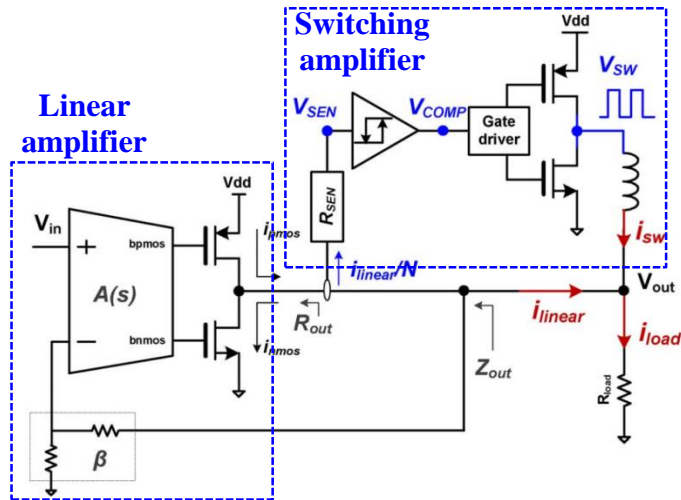 Switching
amplifier
Vdd
V_SW
V_SEN
V_COMP
Gate
driver
Linear
amplifier
R_SEN
Vdd
V_in
+
bpmos
i_pmos
i_sw
i_linear/N
V_out
A(s)
R_out
i_linear
i_load
−
bnmos
i_nmos
Z_out
R_load
β